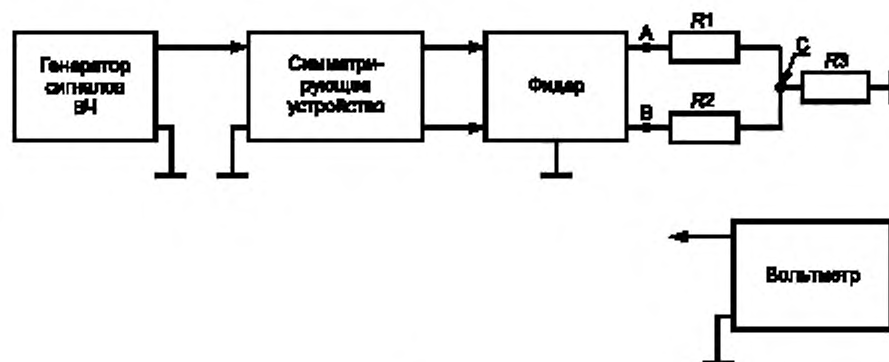 Генератор
сигналов
ВЧ
Симметри-
рующее
устройство
Фидер
A
R1
B
R2
C
R3
Вольтметр